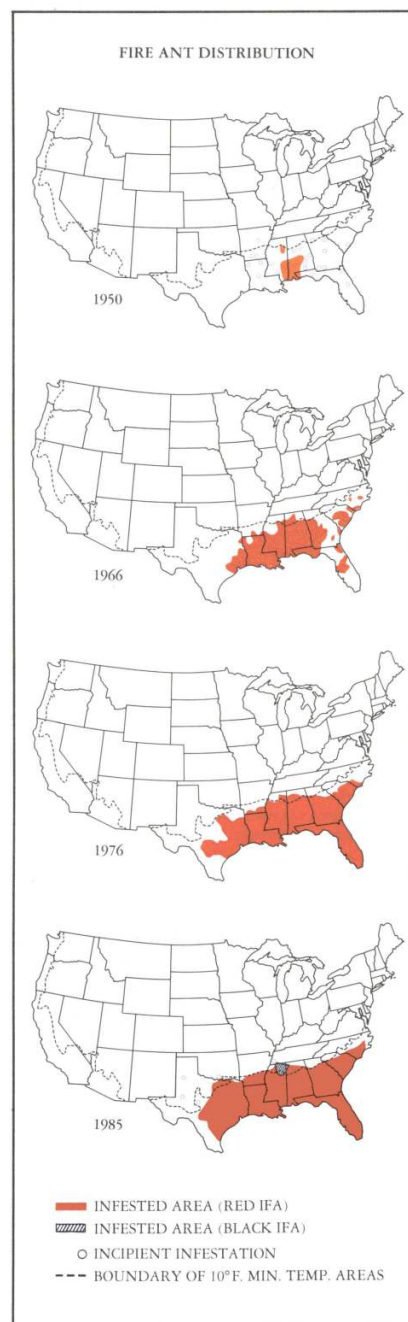 FIRE ANT DISTRIBUTION
1950
1966
1976
1985
INFESTED AREA (RED IFA)
INFESTED AREA (BLACK IFA)
INCIPIENT INFESTATION
BOUNDARY OF 10° F. MIN. TEMP. AREAS